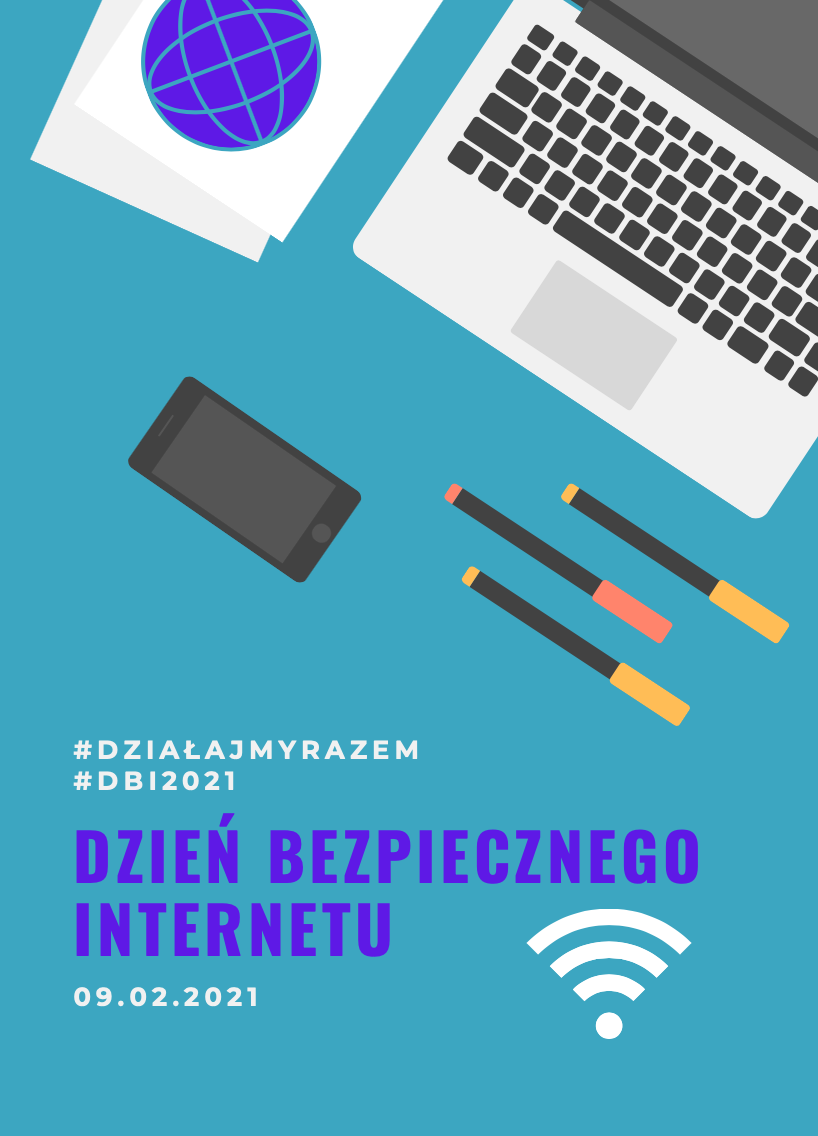 #DZIAŁAJMYRAZEM
#DBI2021
DZIEŃ BEZPIECZNEGO
INTERNETU
09.02.2021